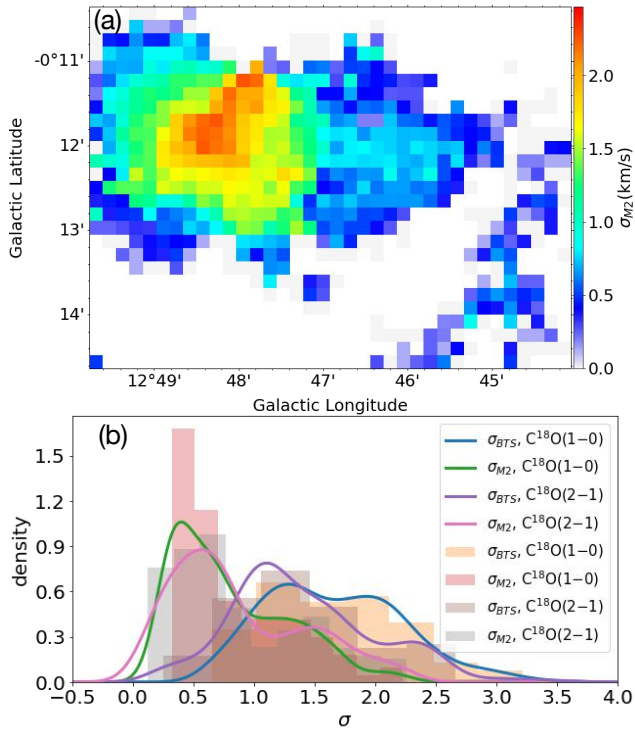 (a)
-0°11'
12'
13'
14'
Galactic Latitude
12°49'
48'
47'
46'
45'
Galactic Longitude
2.0
1.5
1.0
0.5
0.0
σM2(km/s)
(b)
1.5
1.2
0.9
0.6
0.3
0.0
density
−0.5
0.0
0.5
1.0
1.5
2.0
2.5
3.0
3.5
4.0
σ
σBTS, C¹⁸O(1−0)
σM2, C¹⁸O(1−0)
σBTS, C¹⁸O(2−1)
σM2, C¹⁸O(2−1)
σBTS, C¹⁸O(1−0)
σM2, C¹⁸O(1−0)
σBTS, C¹⁸O(2−1)
σM2, C¹⁸O(2−1)